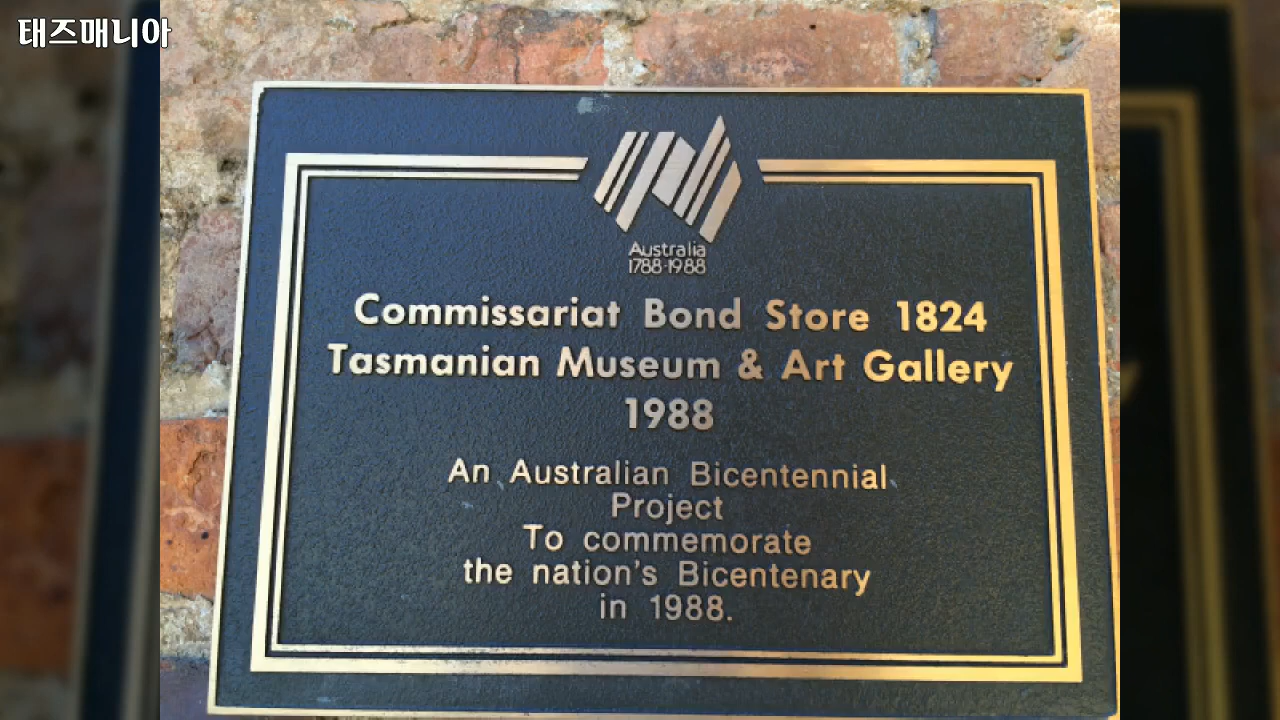 태즈매니아
Australia
1788-1988
Commissariat Bond Store 1824
Tasmanian Museum & Art Gallery
1988
An Australian Bicentennial
Project
To commemorate
the nation's Bicentenary
in 1988.